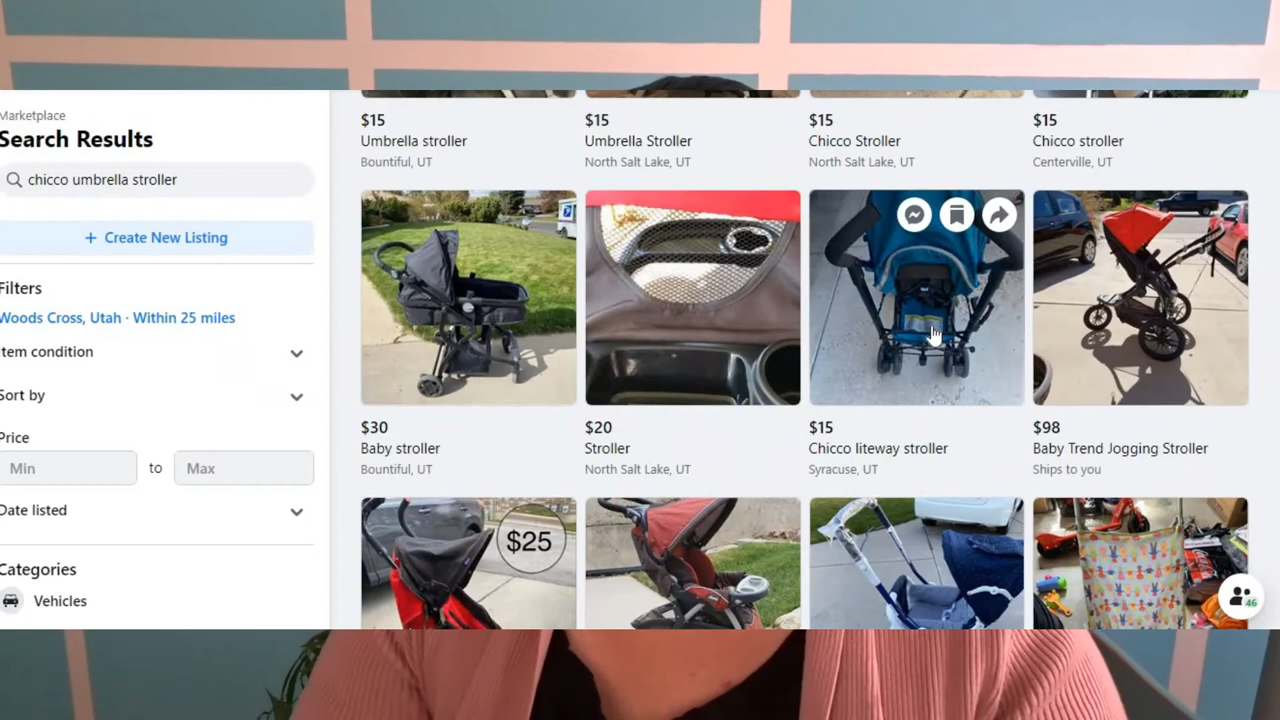 Marketplace
Search Results
chicco umbrella stroller
+ Create New Listing
Filters
Woods Cross, Utah · Within 25 miles
Item condition
Sort by
Price
Min
to
Max
Date listed
Categories
Vehicles
$15
Umbrella stroller
Bountiful, UT
$15
Umbrella Stroller
North Salt Lake, UT
$15
Chicco Stroller
North Salt Lake, UT
$15
Chicco stroller
Centerville, UT
$30
Baby stroller
Bountiful, UT
$20
Stroller
North Salt Lake, UT
$15
Chicco liteway stroller
Syracuse, UT
$98
Baby Trend Jogging Stroller
Ships to you
$25
46